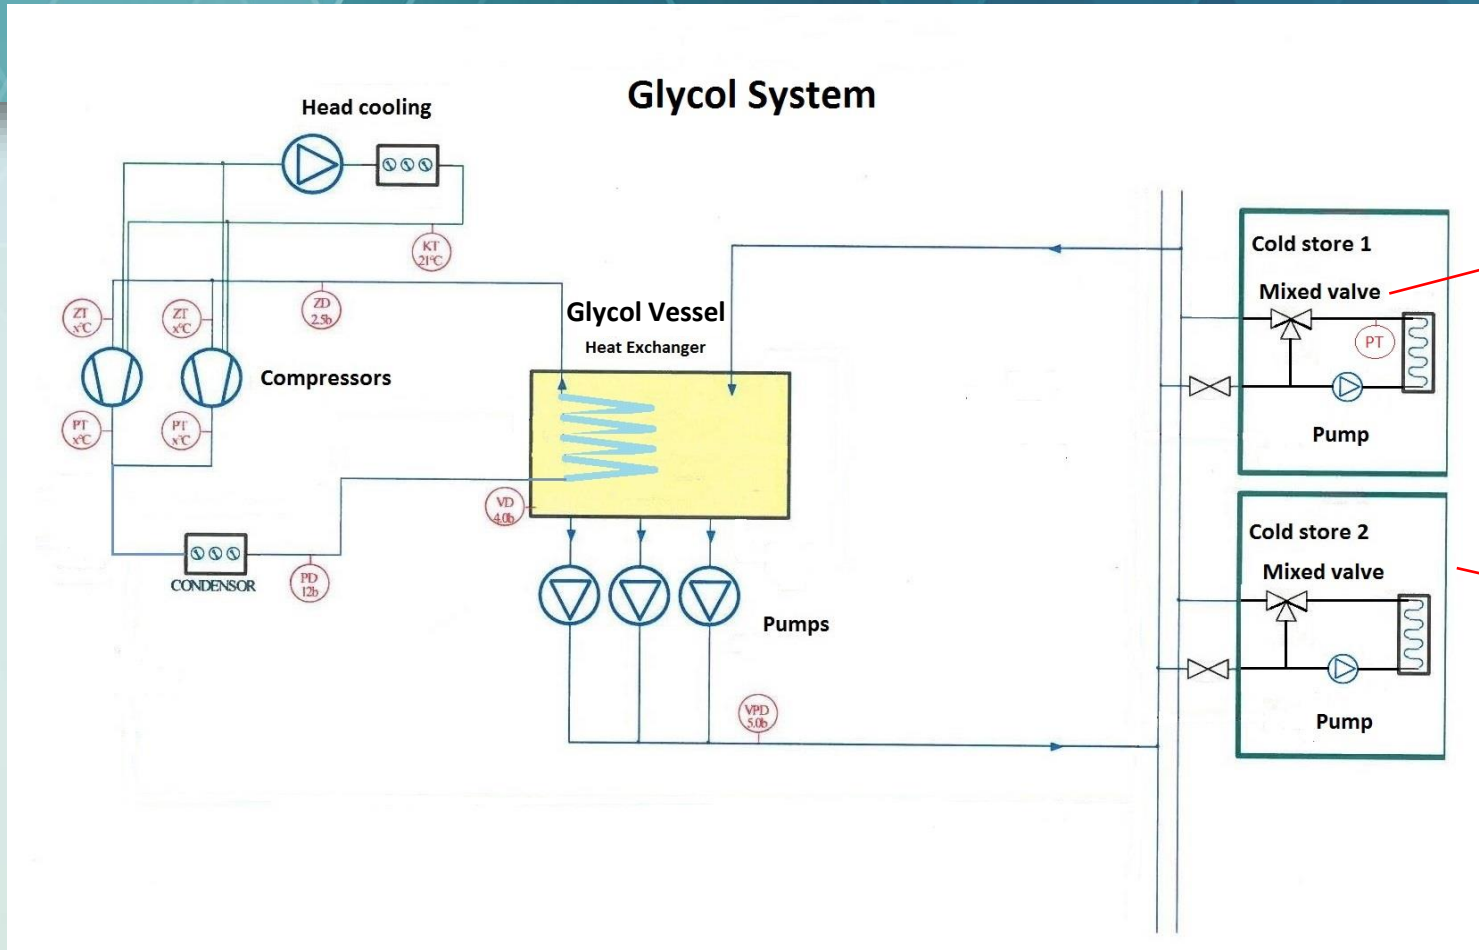 Glycol System
Head cooling
KT
21°C
ZT
x°C
ZT
x°C
ZD
2.5b
Compressors
PT
x°C
PT
x°C
CONDENSOR
PD
12b
Glycol Vessel
Heat Exchanger
VD
4.0b
Pumps
VPD
5.0b
Cold store 1
Mixed valve
PT
Pump
Cold store 2
Mixed valve
Pump